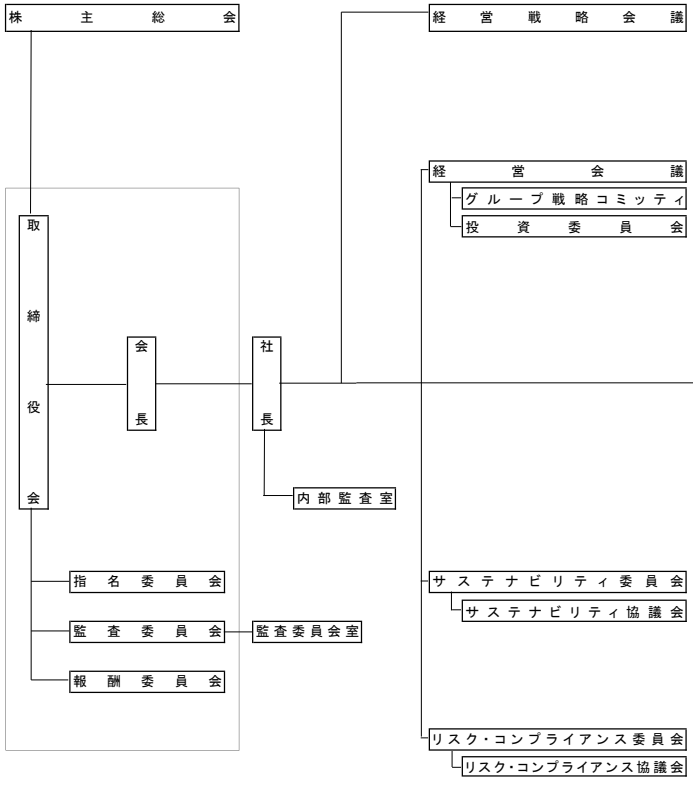 株主総会
経営戦略会議
経営会議
グループ戦略コミッティ
投資委員会
取締役会
会長
社長
内部監査室
指名委員会
監査委員会
監査委員会室
報酬委員会
サステナビリティ委員会
サステナビリティ協議会
リスク・コンプライアンス委員会
リスク・コンプライアンス協議会